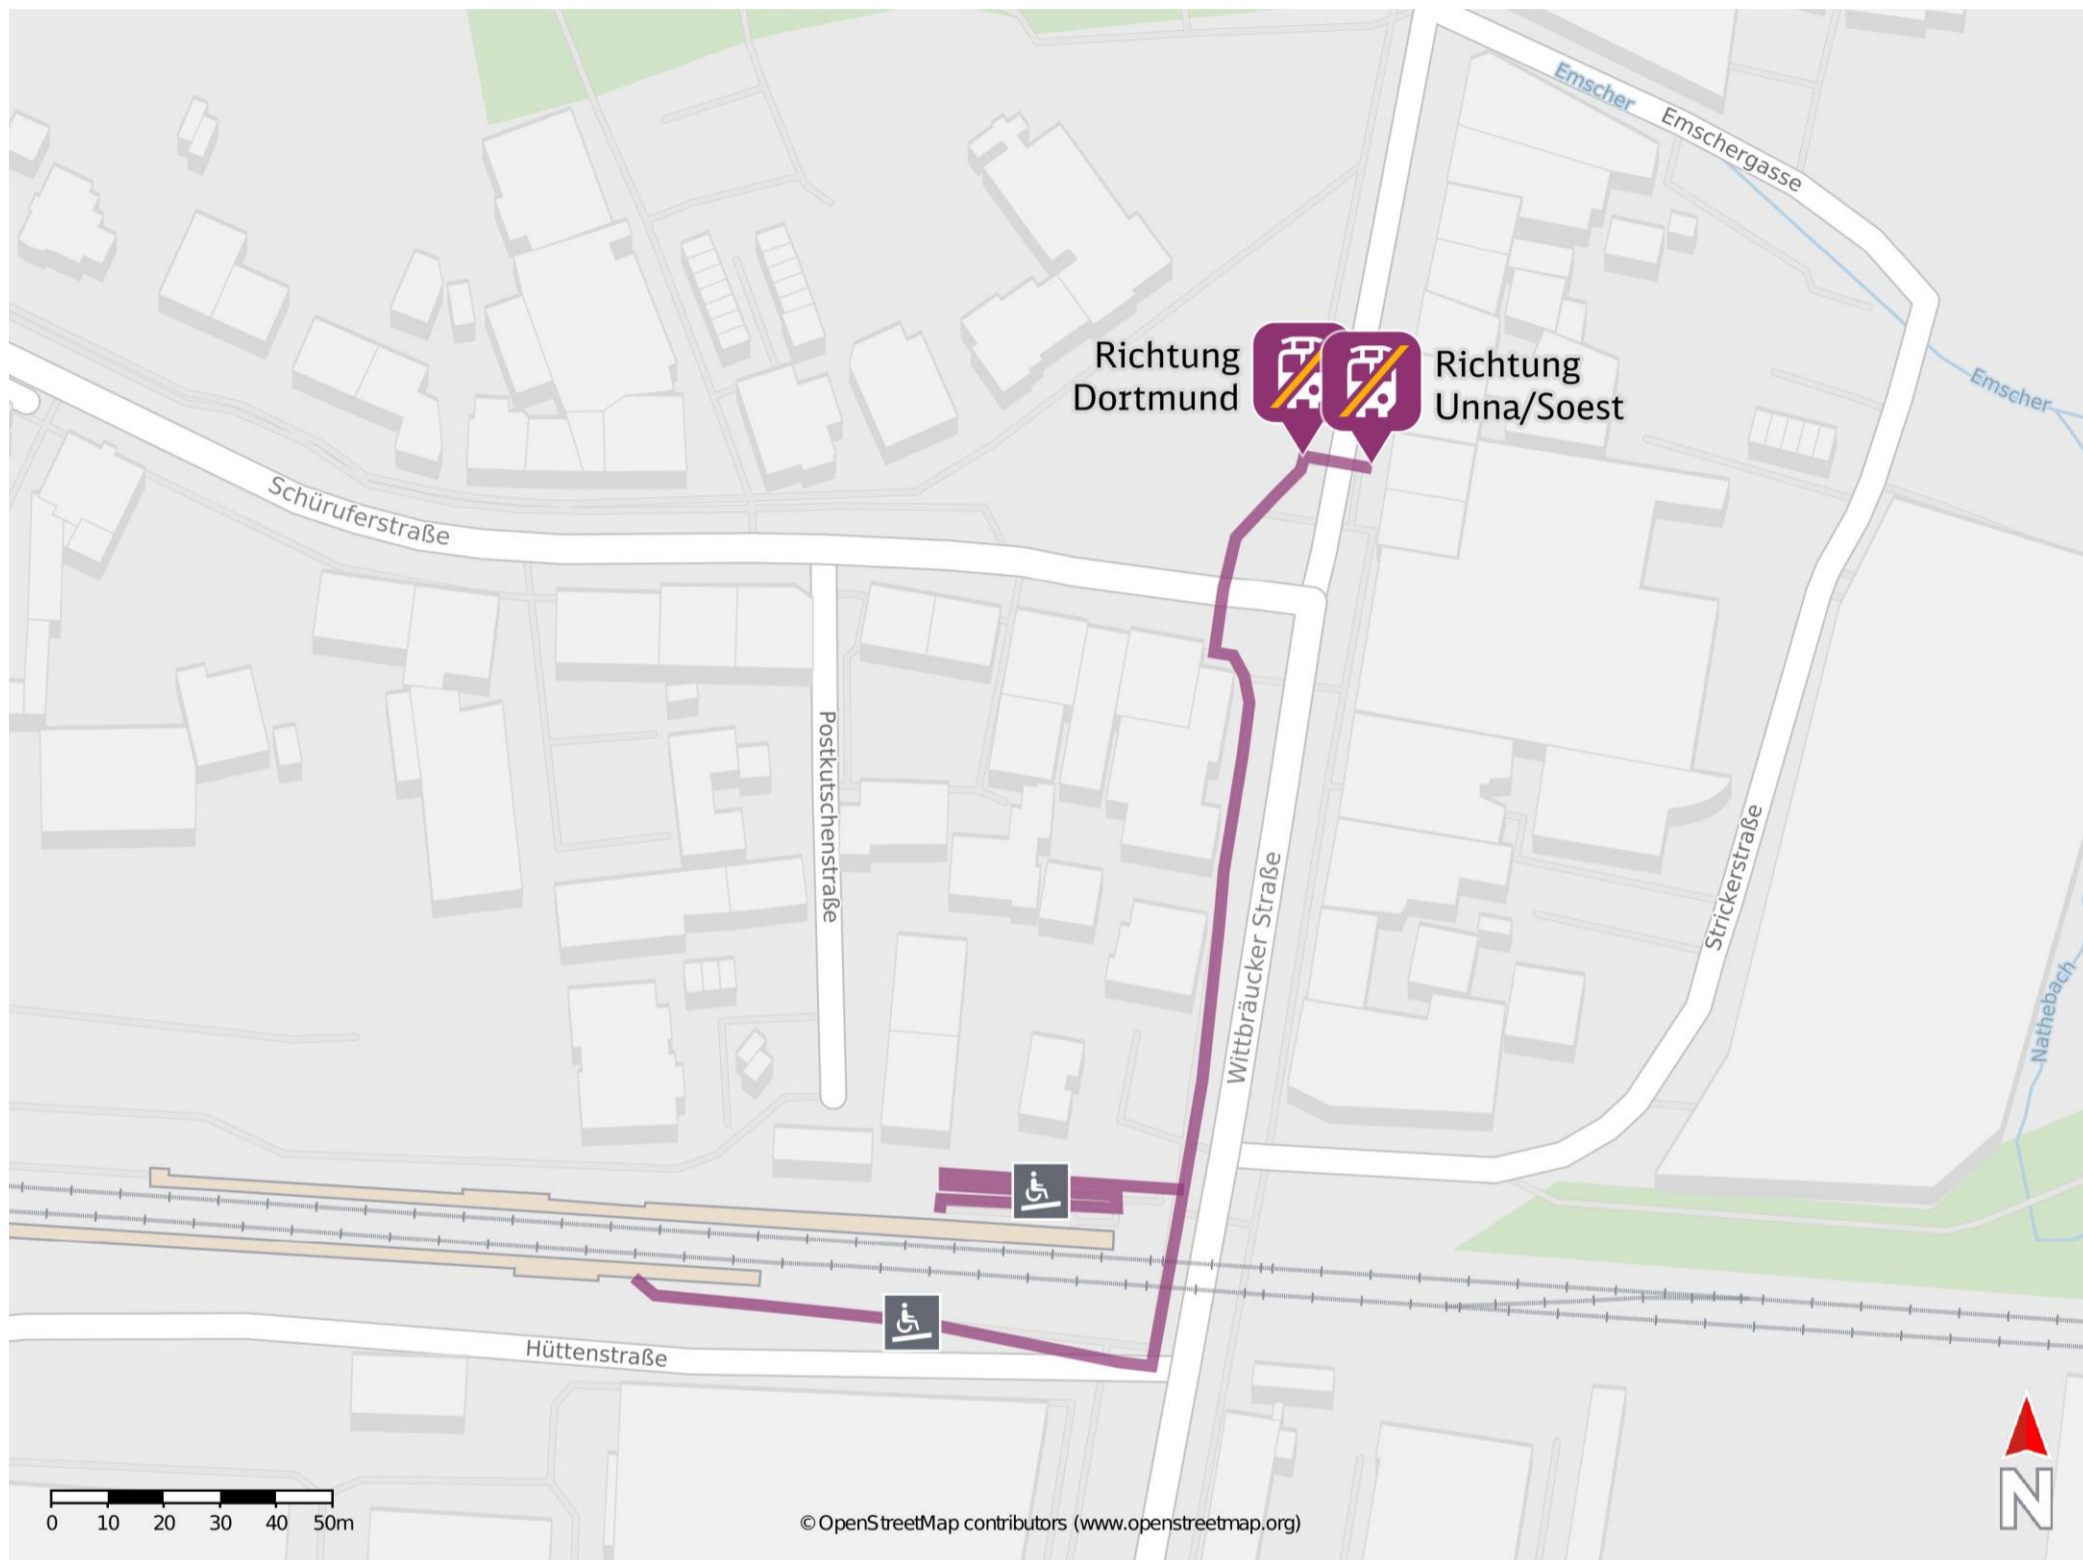 Emscher
Emschergasse
Richtung
Dortmund
Richtung
Unna/Soest
Emscher
Schüruferstraße
Postkutschenstraße
Wittbräucker Straße
Strickerstraße
Nathebach
Hüttenstraße
0 10 20 30 40 50m
© OpenStreetMap contributors (www.openstreetmap.org)
N